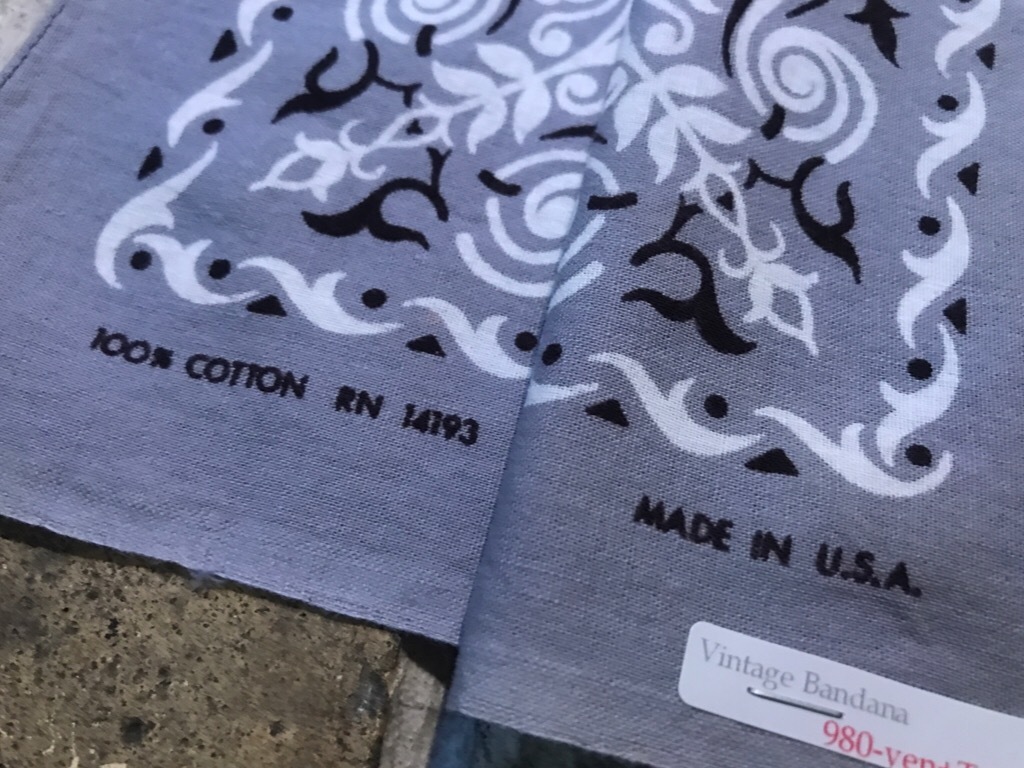 100% COTTON RN 14193
MADE IN U.S.A.
Vintage Bandana
980-yen+T